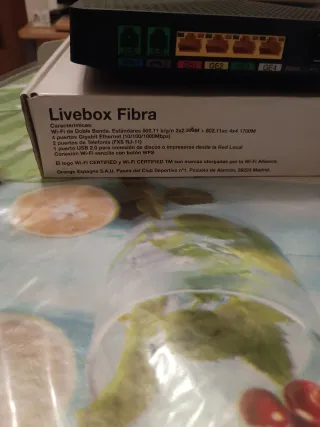 GE1 GE2 GE3 GE4
Livebox Fibra
Características:
Wi-Fi de Doble Banda. Estándares 802.11 b/g/n 2x2 + 802.11ac 4x4 1700M
4 puertos Gigabit Ethernet (10/100/1000Mbps)
2 puertos de Telefonía (FXS RJ-11)
1 puerto USB 2.0 para conexión de discos o impresoras desde la Red Local
Conexión Wi-Fi sencilla con botón WPS
El logo Wi-Fi CERTIFIED y Wi-Fi CERTIFIED TM son marcas otorgadas por la Wi-Fi Alliance.
Orange Espagne S.A.U. Paseo del Club Deportivo nº1, Pozuelo de Alarcón, 28223 Madrid.